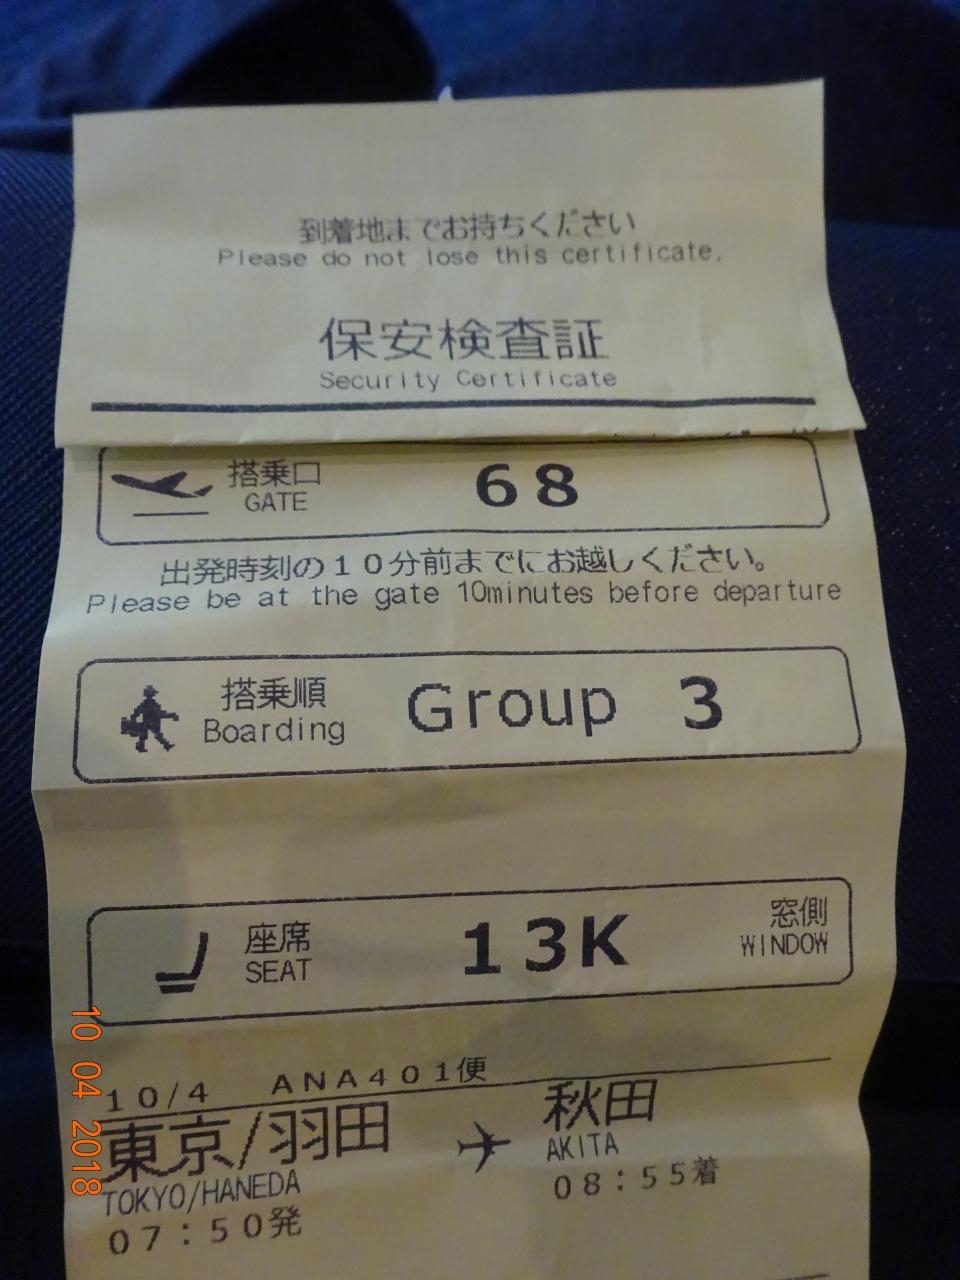 到着地までお持ちください
Please do not lose this certificate.
保安検査証
Security Certificate
搭乗口
GATE
68
出発時刻の10分前までにお越しください。
Please be at the gate 10minutes before departure
搭乗順
Boarding
Group 3
座席
SEAT
13K
窓側
WINDOW
10/4 ANA401便
東京/羽田
TOKYO/HANEDA
07:50発
秋田
AKITA
08:55着
10 04 2018